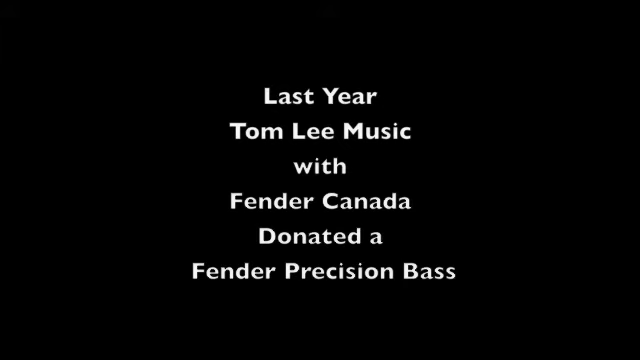 Last Year
Tom Lee Music
with
Fender Canada
Donated a
Fender Precision Bass